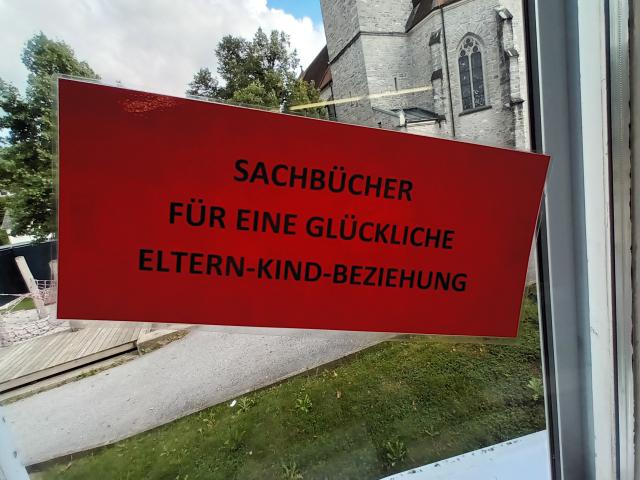 SACHBÜCHER
FÜR EINE GLÜCKLICHE
ELTERN-KIND-BEZIEHUNG